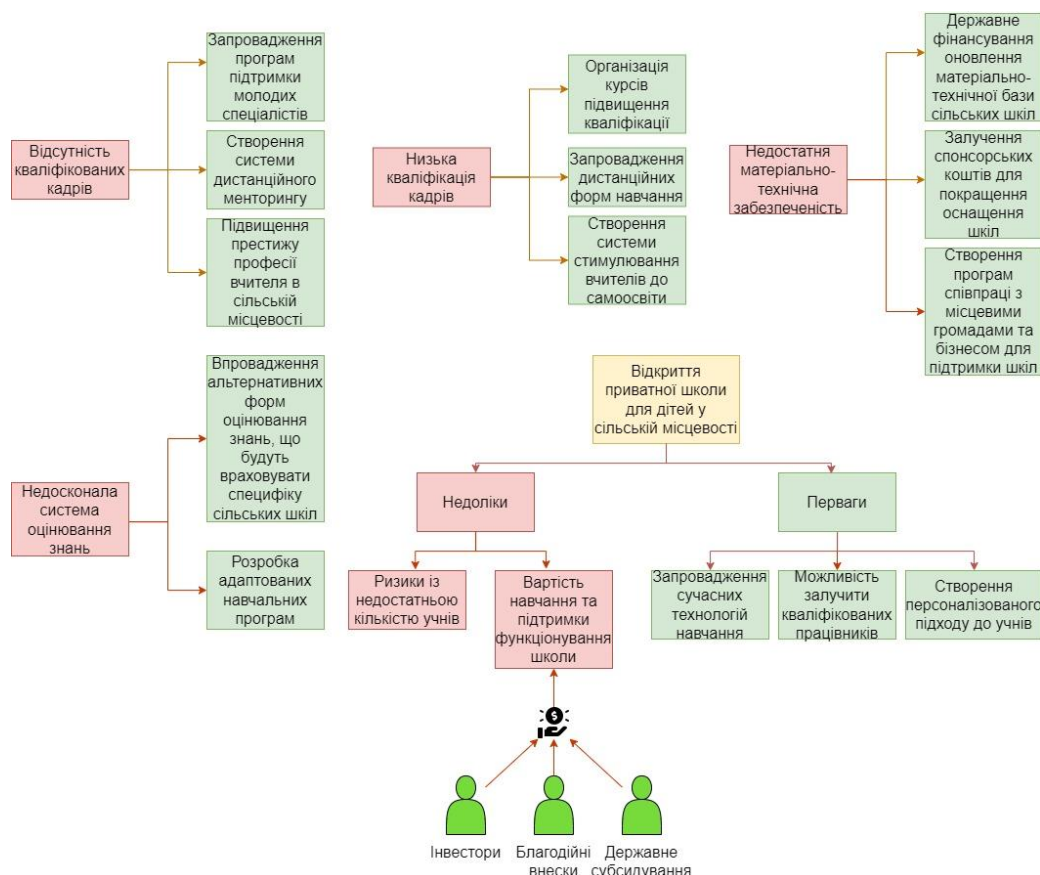 Запровадження
програм
підтримки
молодих
спеціалістів
Відсутність
кваліфікованих
кадрів
Створення
системи
дистанційного
менторингу
Підвищення
престижу
професії
вчителя в
сільській
місцевості
Організація
курсів
підвищення
кваліфікації
Низька
кваліфікація
кадрів
Запровадження
дистанційних
форм навчання
Створення
системи
стимулювання
вчителів до
самоосвіти
Державне
фінансування
оновлення
матеріально-
технічної бази
сільських шкіл
Недостатня
матеріально-
технічна
забезпеченість
Залучення
спонсорських
коштів для
покращення
оснащення
шкіл
Створення
програм
співпраці з
місцевими
громадами та
бізнесом для
підтримки шкіл
Впровадження
альтернативних
форм
оцінювання
знань, що
будуть
враховувати
специфіку
сільських шкіл
Недосконала
система
оцінювання
знань
Розробка
адаптованих
навчальних
програм
Відкриття
приватної школи
для дітей у
сільській місцевості
Недоліки
Перваги
Ризики із
недостатньою
кількістю учнів
Вартість
навчання та
підтримки
функціонування
школи
Запровадження
сучасних
технологій
навчання
Можливість
залучити
кваліфікованих
працівників
Створення
персоналізованого
підходу до учнів
$
Інвестори
Благодійні
внески
Державне
субсидування